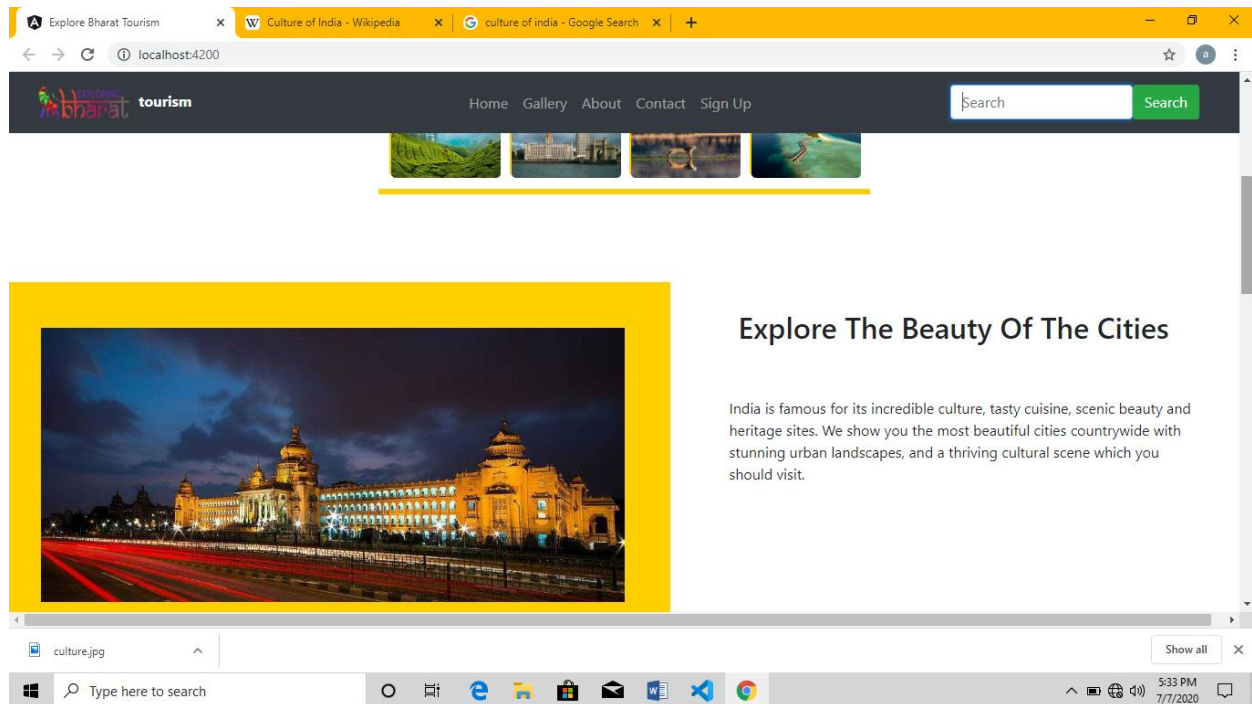 Explore Bharat Tourism
Culture of India - Wikipedia
culture of india - Google Search
localhost:4200
a
EXPLORING
bharat
tourism
Home Gallery About Contact Sign Up
Search
Search
Explore The Beauty Of The Cities
India is famous for its incredible culture, tasty cuisine, scenic beauty and
heritage sites. We show you the most beautiful cities countrywide with
stunning urban landscapes, and a thriving cultural scene which you
should visit.
culture.jpg
Show all
Type here to search
5:33 PM
7/7/2020